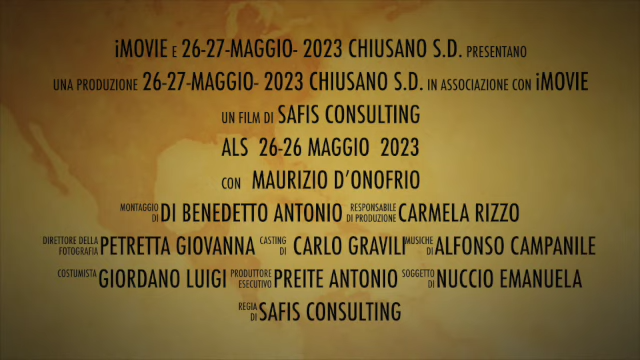 iMOVIE E 26-27-MAGGIO- 2023 CHIUSANO S.D. PRESENTANO
UNA PRODUZIONE 26-27-MAGGIO- 2023 CHIUSANO S.D. IN ASSOCIAZIONE CON iMOVIE
UN FILM DI SAFIS CONSULTING
ALS 26-26 MAGGIO 2023
CON MAURIZIO D'ONOFRIO
MONTAGGIO DI DI BENEDETTO ANTONIO RESPONSABILE DI PRODUZIONE CARMELA RIZZO
DIRETTORE DELLA FOTOGRAFIA PETRETTA GIOVANNA CASTING DI CARLO GRAVILI MUSICHE DI ALFONSO CAMPANILE
COSTUMISTA GIORDANO LUIGI PRODUTTORE ESECUTIVO PREITE ANTONIO SOGGETTO DI NUCCIO EMANUELA
REGIA DI SAFIS CONSULTING